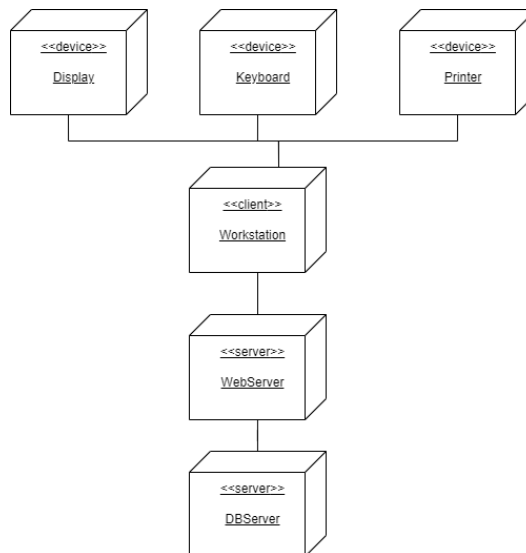 <<device>>
Display
<<device>>
Keyboard
<<device>>
Printer
<<client>>
Workstation
<<server>>
WebServer
<<server>>
DBServer